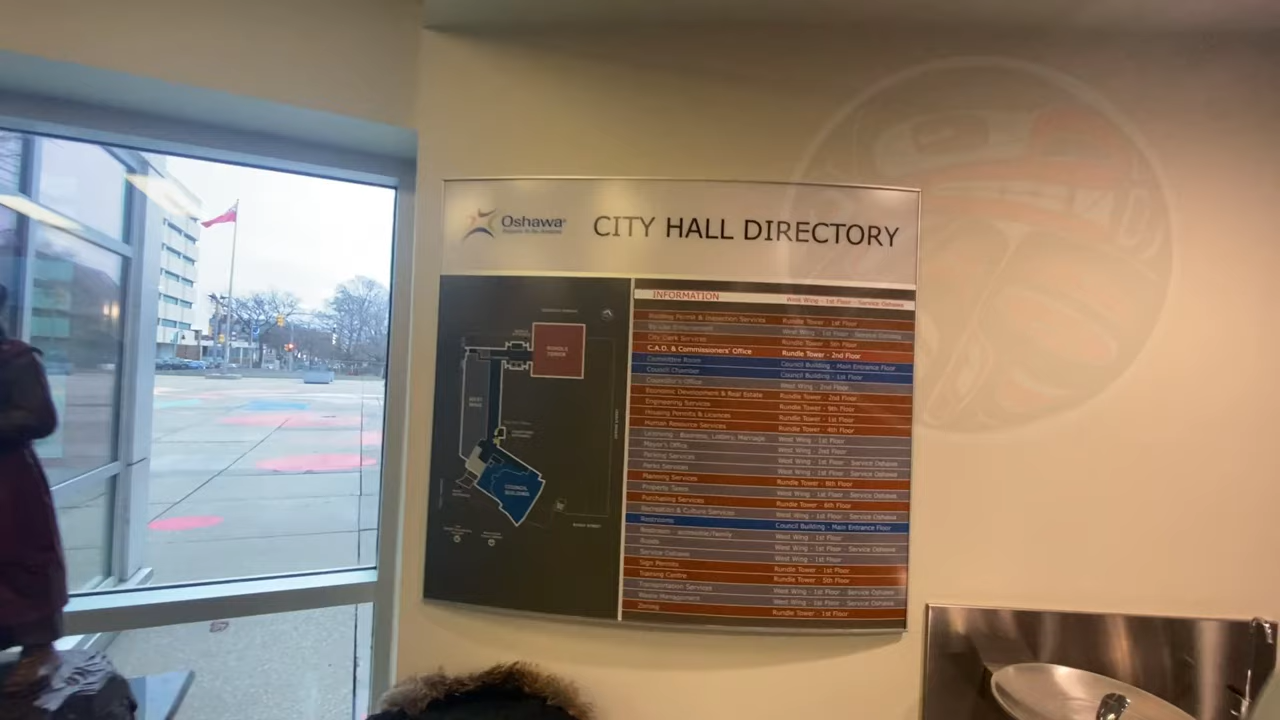 Oshawa
CITY HALL DIRECTORY
INFORMATION West Wing - 1st Floor - Service Oshawa
Building Permit & Inspection Services Rundle Tower - 1st Floor
By-law Enforcement West Wing - 1st Floor - Service Oshawa
City Clerk Services Rundle Tower - 5th Floor
C.A.O. & Commissioners' Office Rundle Tower - 2nd Floor
Committee Room Council Building - Main Entrance Floor
Council Chamber Council Building - 1st Floor
Councillor's Office West Wing - 2nd Floor
Economic Development & Real Estate Rundle Tower - 2nd Floor
Engineering Services Rundle Tower - 9th Floor
Housing Permits & Licences Rundle Tower - 1st Floor
Human Resource Services Rundle Tower - 4th Floor
Licensing - Business, Lottery, Marriage West Wing - 1st Floor
Mayor's Office West Wing - 2nd Floor
Parking Services West Wing - 1st Floor - Service Oshawa
Parks Services West Wing - 1st Floor - Service Oshawa
Planning Services Rundle Tower - 8th Floor
Property Taxes West Wing - 1st Floor - Service Oshawa
Purchasing Services Rundle Tower - 6th Floor
Recreation & Culture Services West Wing - 1st Floor - Service Oshawa
Restrooms Council Building - Main Entrance Floor
Restroom - accessible/family West Wing - 1st Floor
Roads West Wing - 1st Floor - Service Oshawa
Service Oshawa West Wing - 1st Floor
Sign Permits Rundle Tower - 1st Floor
Training Centre Rundle Tower - 5th Floor
Transportation Services West Wing - 1st Floor - Service Oshawa
Waste Management West Wing - 1st Floor - Service Oshawa
Zoning Rundle Tower - 1st Floor
RUNDLE
TOWER
WEST
WING
COUNCIL
BUILDING